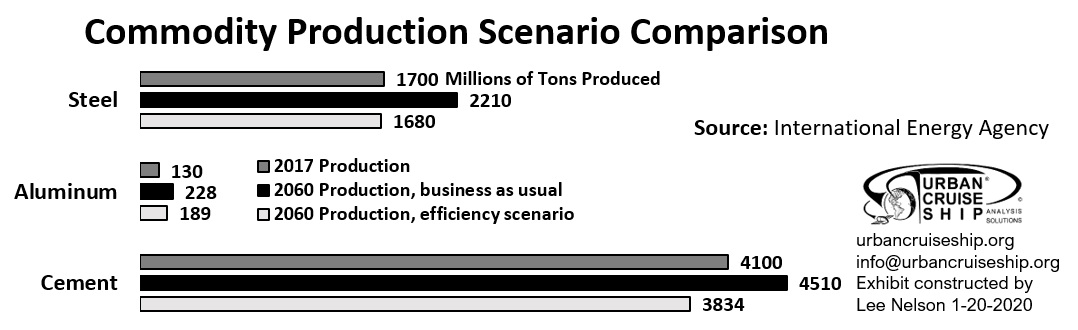 Commodity Production Scenario Comparison
1700 Millions of Tons Produced
Steel
2210
1680
Source: International Energy Agency
130
2017 Production
Aluminum
228
2060 Production, business as usual
189
2060 Production, efficiency scenario
URBAN®
CRUISE ©
SHIP ANALYSIS
SOLUTIONS
urbancruiseship.org
4100
info@urbancruiseship.org
Cement
4510
Exhibit constructed by
3834
Lee Nelson 1-20-2020